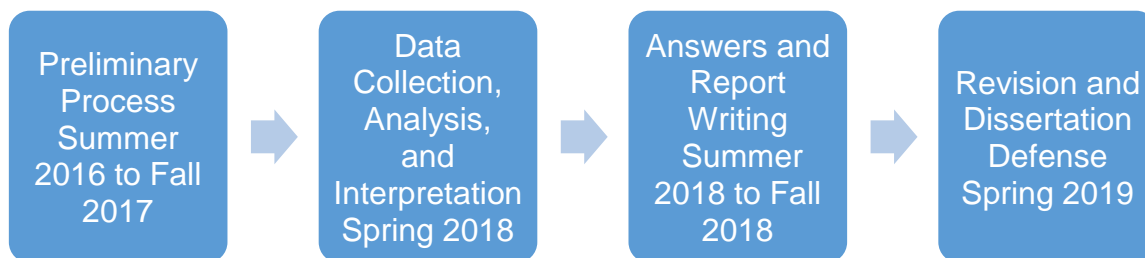 Preliminary
Process
Summer
2016 to Fall
2017
Data
Collection,
Analysis,
and
Interpretation
Spring 2018
Answers and
Report
Writing
Summer
2018 to Fall
2018
Revision and
Dissertation
Defense
Spring 2019